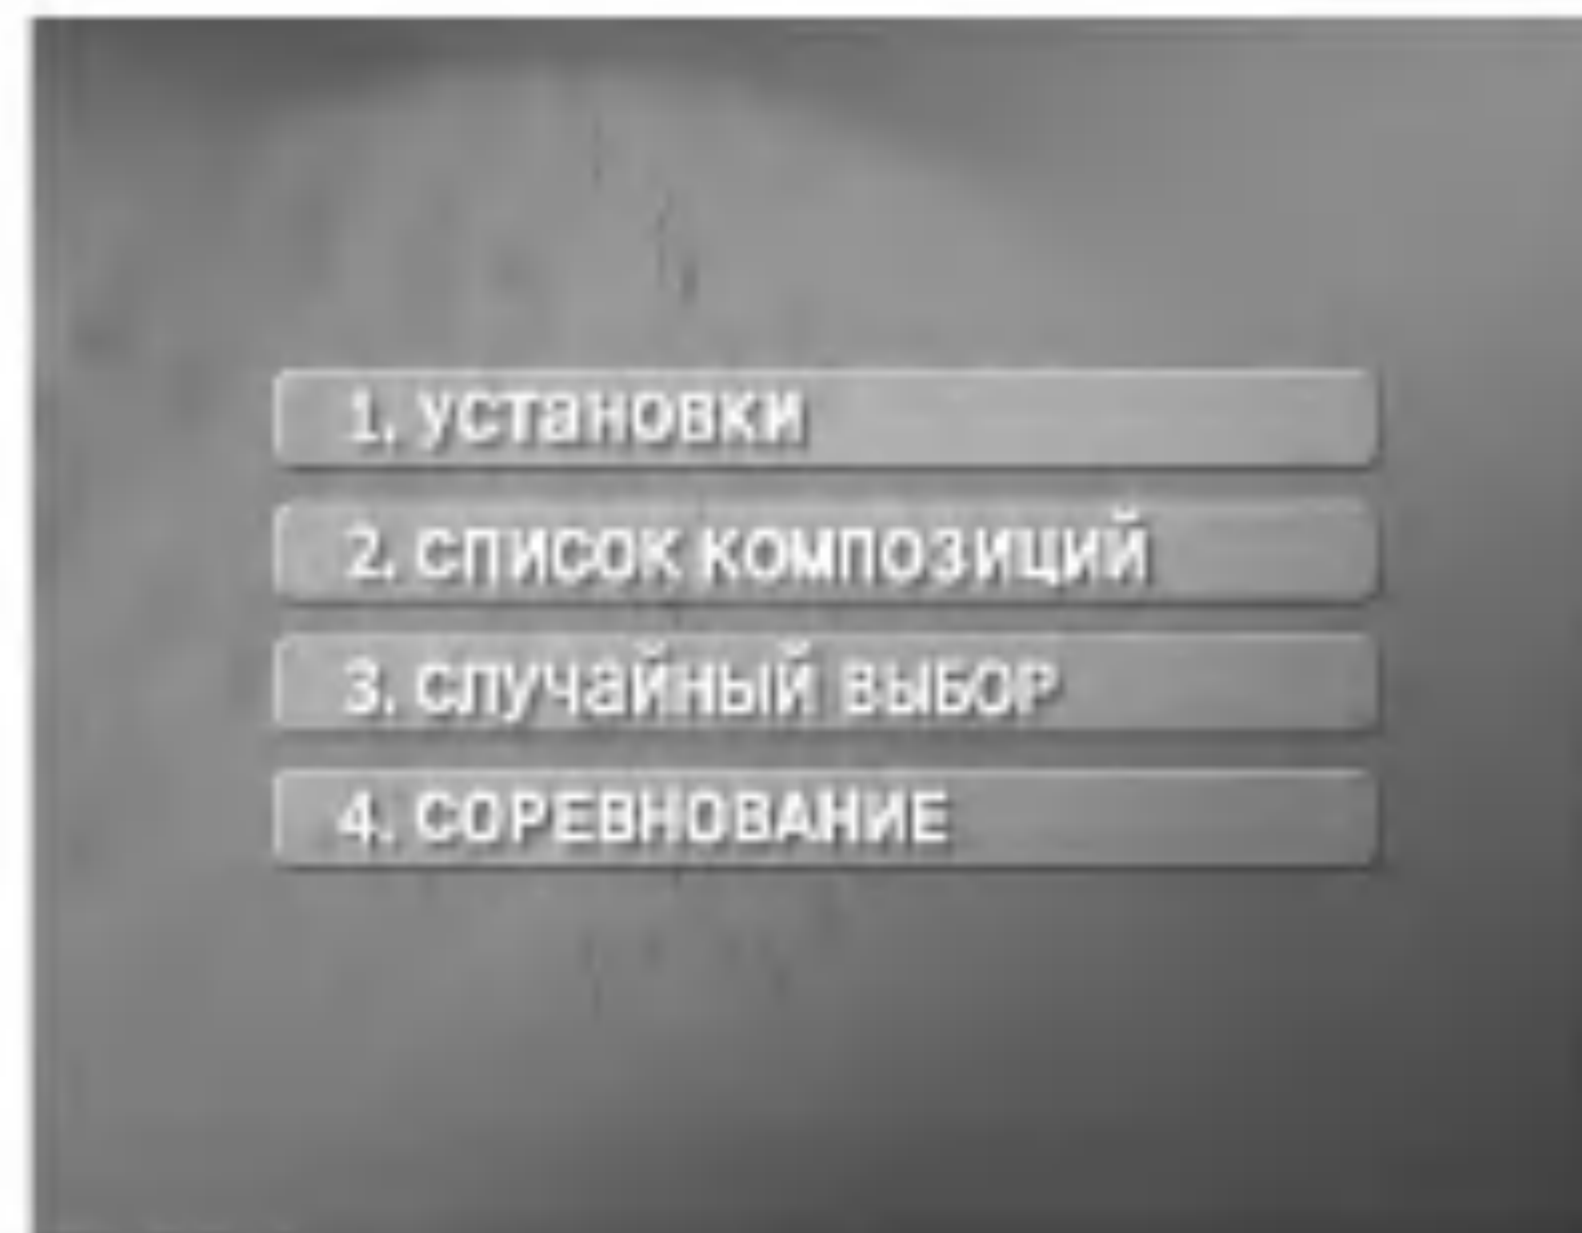 1. Установки
2. СПИСОК КОМПОЗИЦИЙ
3. Случайный ВЫБОР
4. СОРЕВНОВАНИЕ